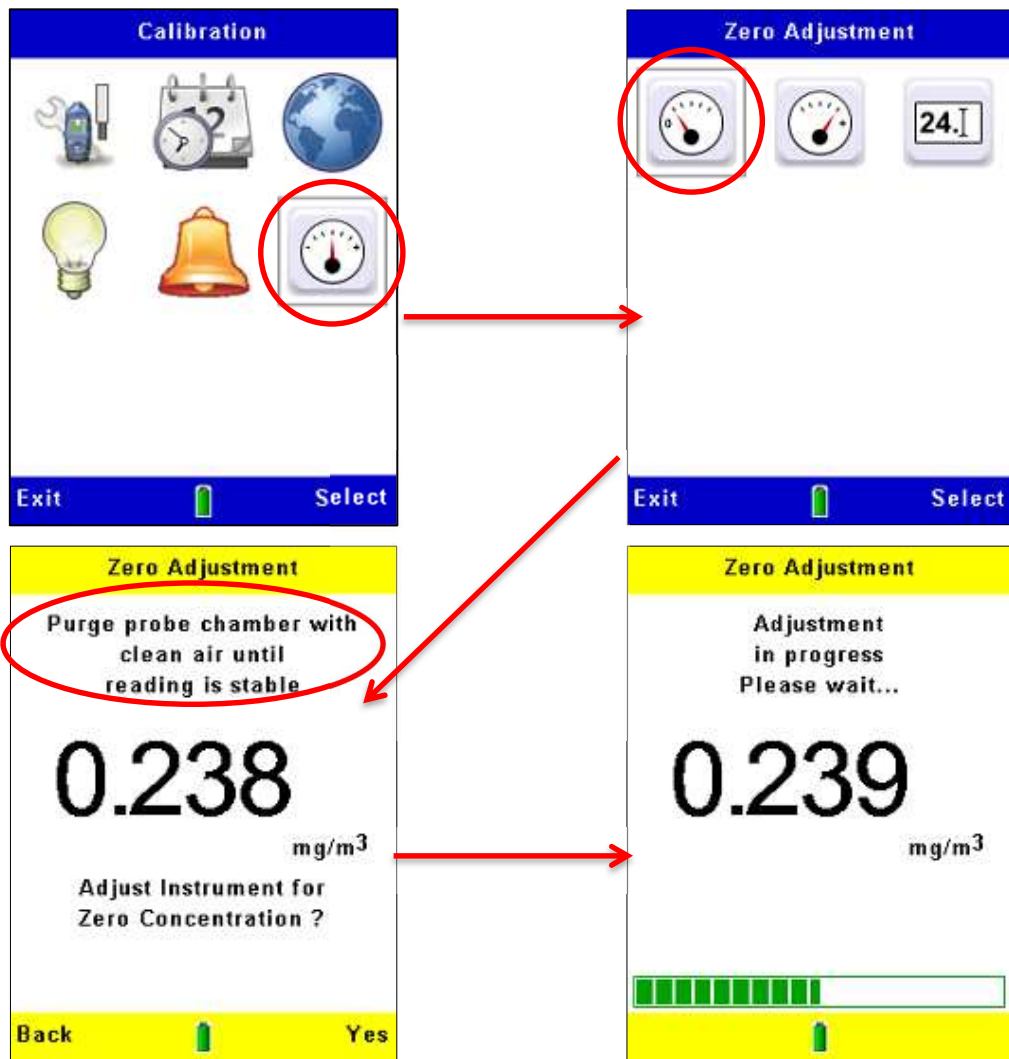 Calibration
12
Exit
Select
Zero Adjustment
0
+
24.
Exit
Select
- +
Zero Adjustment
Purge probe chamber with
clean air until
reading is stable
0.238
mg/m³
Adjust Instrument for
Zero Concentration ?
Back
Yes
Zero Adjustment
Adjustment
in progress
Please wait...
0.239
mg/m³